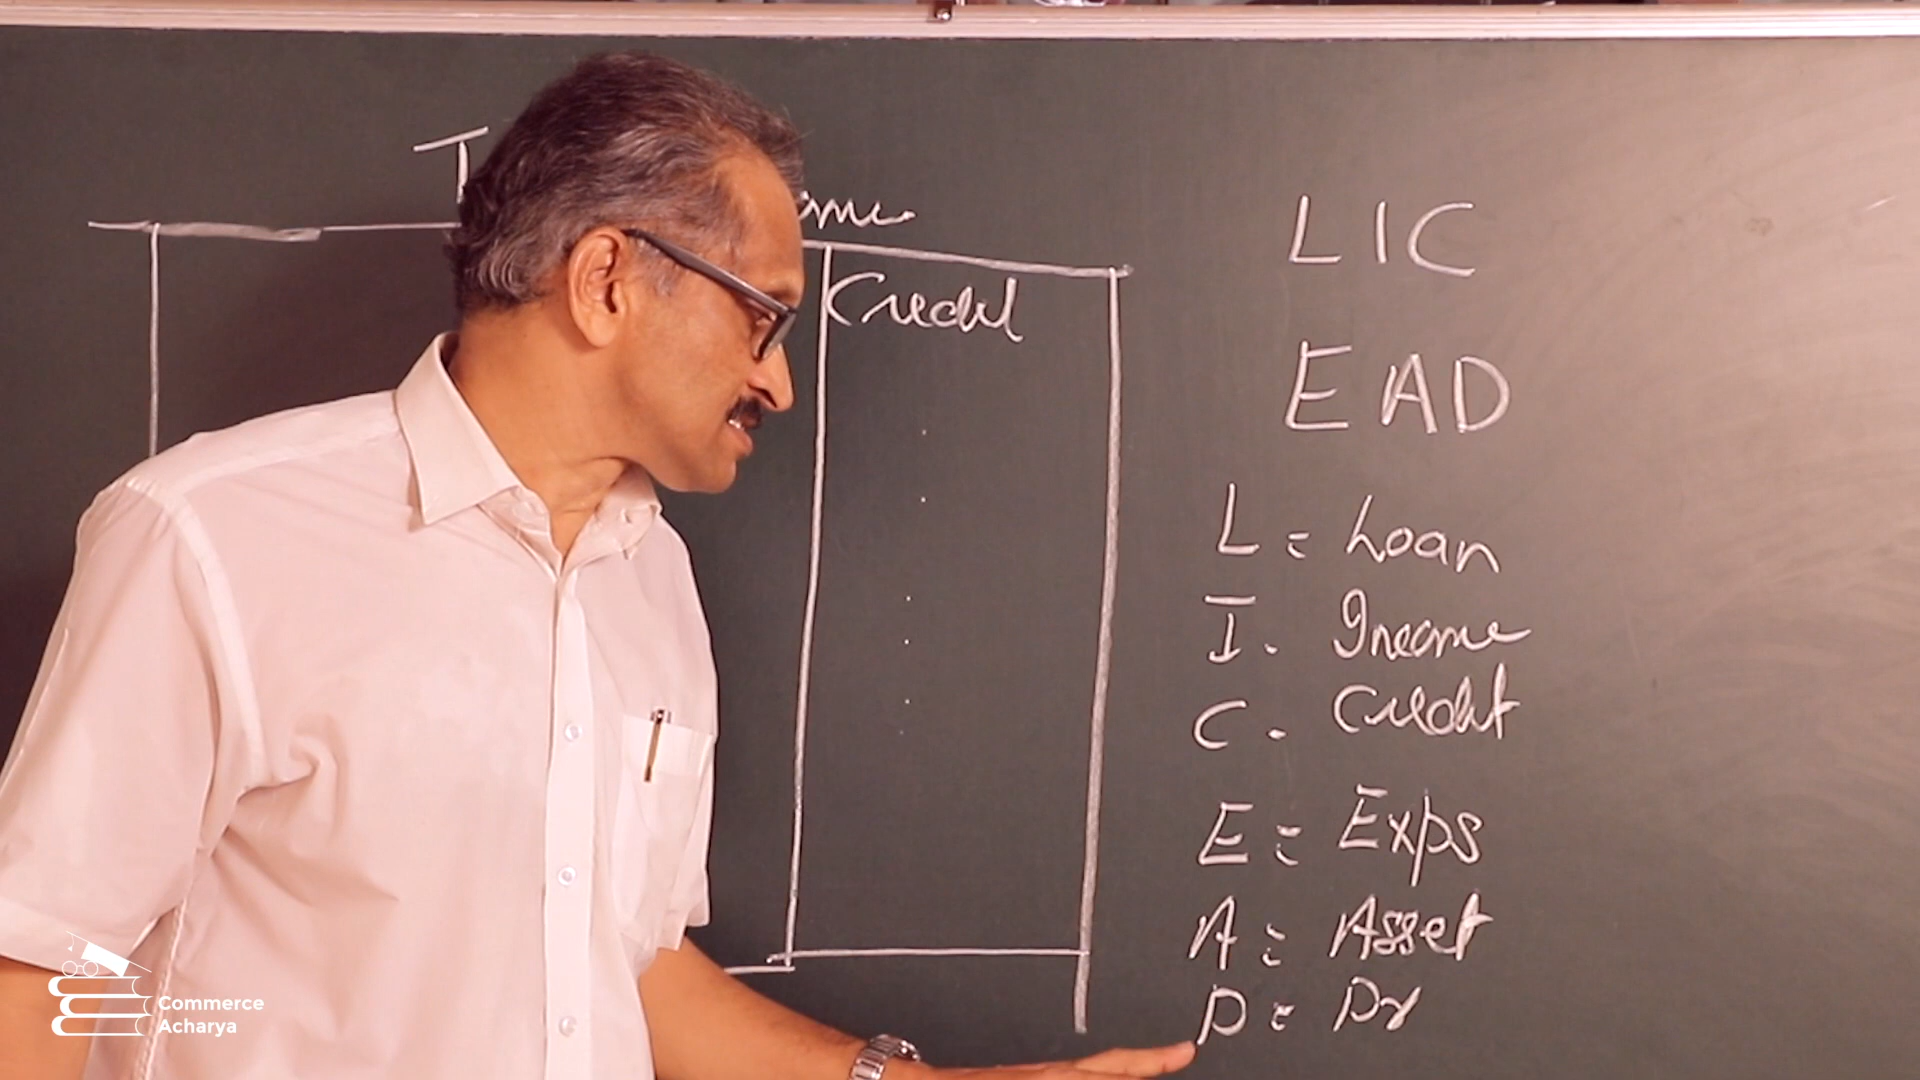 LIC
Credit
EAD
L = Loan
I - Income
C - Credit
E = Exps
A = Asset
D = Dr
Commerce
Acharya